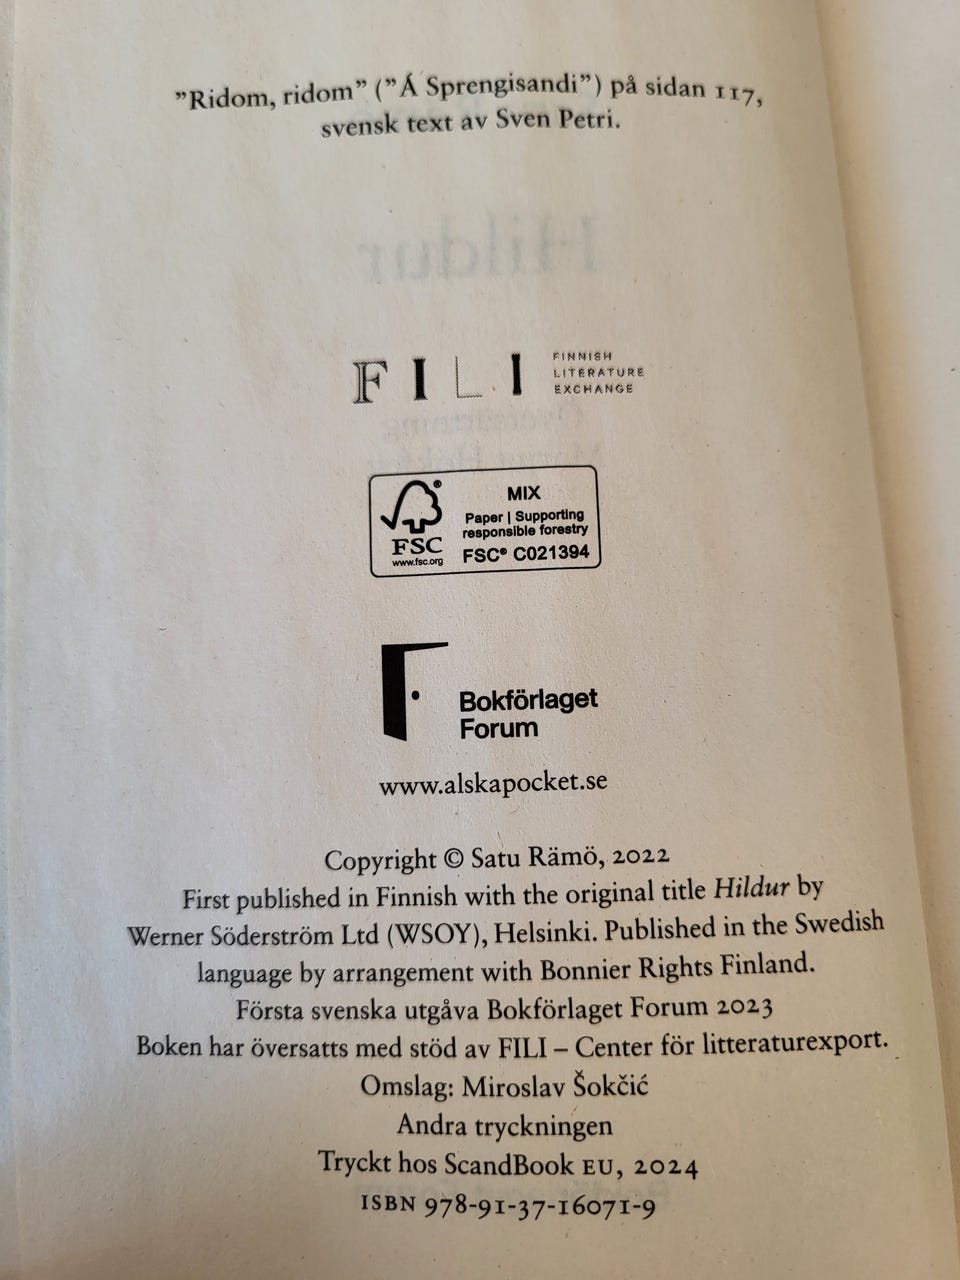 ”Ridom, ridom” (”Á Sprengisandi”) på sidan 117,
svensk text av Sven Petri.
Hildur
FILI
FINNISH
LITERATURE
EXCHANGE
Översättning
FSC®
www.fsc.org
MIX
Paper | Supporting
responsible forestry
FSC® C021394
Bokförlaget
Forum
www.alskapocket.se
Copyright © Satu Rämö, 2022
First published in Finnish with the original title Hildur by
Werner Söderström Ltd (WSOY), Helsinki. Published in the Swedish
language by arrangement with Bonnier Rights Finland.
Första svenska utgåva Bokförlaget Forum 2023
Boken har översatts med stöd av FILI – Center för litteraturexport.
Omslag: Miroslav Šokčić
Andra tryckningen
Tryckt hos ScandBook EU, 2024
ISBN 978-91-37-16071-9